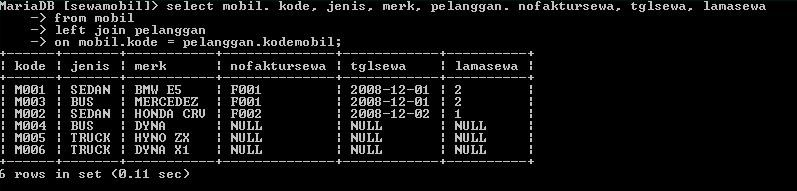 MariaDB [sewamobil]> select mobil. kode, jenis, merk, pelanggan. nofaktursewa, tglsewa, lamasewa
-> from mobil
-> left join pelanggan
-> on mobil.kode = pelanggan.kodemobil;
+------+-------+-----------+--------------+------------+----------+
| kode | jenis | merk | nofaktursewa | tglsewa | lamasewa |
+------+-------+-----------+--------------+------------+----------+
| M001 | SEDAN | BMW E5 | F001 | 2008-12-01 | 2 |
| M003 | BUS | MERCEDEZ | F001 | 2008-12-01 | 2 |
| M002 | SEDAN | HONDA CRV | F002 | 2008-12-02 | 1 |
| M004 | BUS | DYNA | NULL | NULL | NULL |
| M005 | TRUCK | HYNO ZX | NULL | NULL | NULL |
| M006 | TRUCK | DYNA X1 | NULL | NULL | NULL |
+------+-------+-----------+--------------+------------+----------+
6 rows in set (0.11 sec)